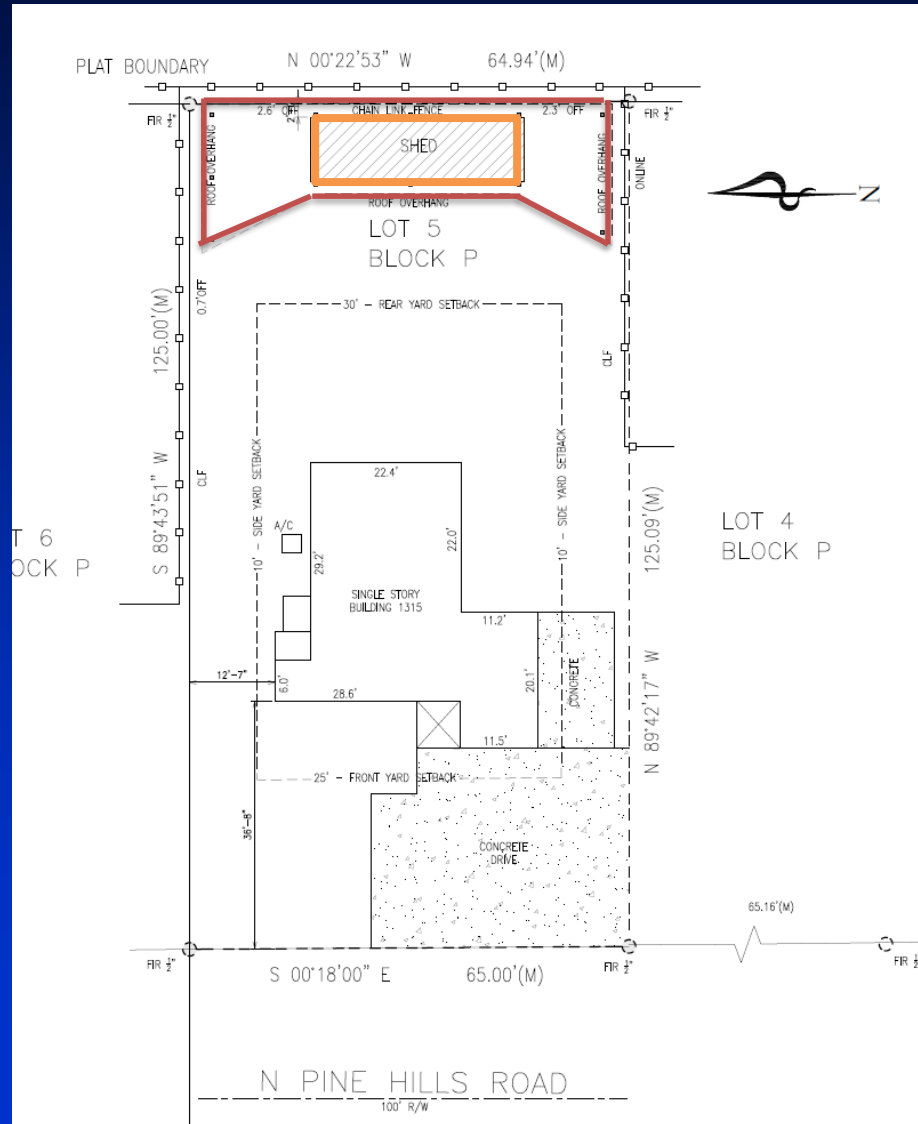 N 00°22'53" W
64.94'(M)
PLAT BOUNDARY
FIR ½"
2.6' OFF
CHAIN LINK FENCE
2.3' OFF
FIR ½"
ROOF OVERHANG
SHED
ROOF OVERHANG
ONLINE
N
ROOF OVERHANG
LOT 5
BLOCK P
0.7'OFF
125.00'(M)
30' - REAR YARD SETBACK
CLF
10' - SIDE YARD SETBACK
10' - SIDE YARD SETBACK
22.4'
CLF
S 89°43'51" W
A/C
29.2'
22.0'
125.09'(M)
LOT 4
BLOCK P
T 6
OCK P
SINGLE STORY
BUILDING 1315
11.2'
CONCRETE
12'-7"
6.0'
28.6'
20.1'
N 89°42'17" W
11.5'
25' - FRONT YARD SETBACK
36'-8"
CONCRETE
DRIVE
65.16'(M)
FIR ½"
S 00°18'00" E
65.00'(M)
FIR ½"
FIR ½
N PINE HILLS ROAD
100' R/W